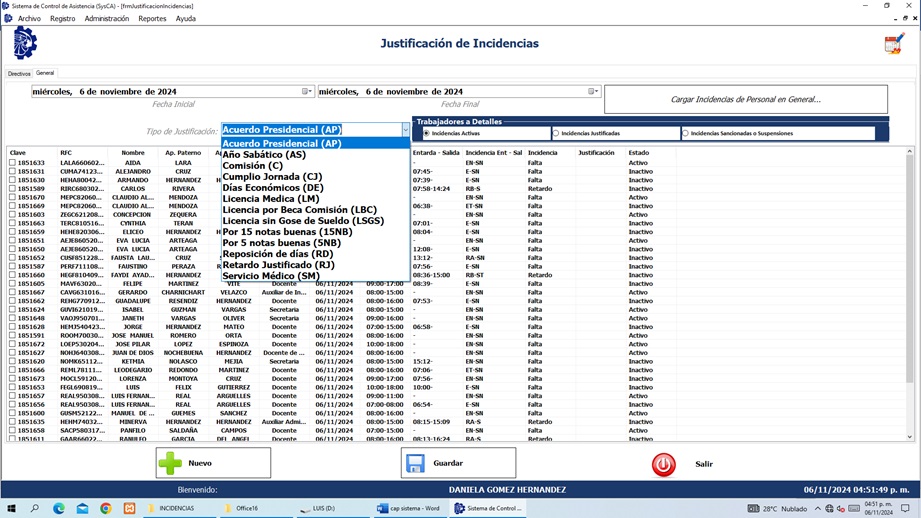 Sistema de Control de Asistencia (SysCA) - [frmJustificacionIncidencias]
Archivo Registro Administración Reportes Ayuda
Justificación de Incidencias
Directivos General
miércoles, 6 de noviembre de 2024 miércoles, 6 de noviembre de 2024
Cargar Incidencias de Personal en General...
Fecha Inicial Fecha Final
Tipo de Justificación: Acuerdo Presidencial (AP)
Trabajadores a Detalles
Incidencias Activas Incidencias Justificadas Incidencias Sancionadas o Suspensiones
Acuerdo Presidencial (AP)
Año Sabático (AS)
Comisión (C)
Cumplio Jornada (CJ)
Días Económicos (DE)
Licencia Medica (LM)
Licencia por Beca Comisión (LBC)
Licencia sin Gose de Sueldo (LSGS)
Por 15 notas buenas (15NB)
Por 5 notas buenas (5NB)
Reposición de días (RD)
Retardo Justificado (RJ)
Servicio Médico (SM)
Clave RFC Nombre Ap. Paterno Entarda - Salida Incidencia Ent - Sal Incidencia Justificación Estado
1851633 LALA660602... AIDA LARA - EN-SN Falta Activo
1851631 CUMA74123... ALEJANDRO CRUZ 07:45- E-SN Falta Inactivo
1851630 HEHA80042... ARMANDO HERNANDEZ 07:39- E-SN Falta Inactivo
1851589 RIRC680302... CARLOS RIVERA 07:58-14:24 RB-S Retardo Inactivo
1851670 MEPC82060... CLAUDIO AL... MENDOZA - EN-SN Falta Activo
1851669 MEPC82060... CLAUDIO AL... MENDOZA 06:38- ET-SN Falta Inactivo
1851603 ZEGC621208... CONCEPCION ZEQUERA - EN-SN Falta Activo
1851583 TERC810516... CYNTHIA TERAN 07:01- E-SN Falta Inactivo
1851659 HEHE820306... ELICEO HERNANDEZ 08:04- E-SN Falta Inactivo
1851651 AEJE860520... EVA LUCIA ARTEAGA - EN-SN Falta Activo
1851650 AEJE860520... EVA LUCIA ARTEAGA 12:08- E-SN Falta Inactivo
1851652 CUSF851228... FAUSTA LAU... CRUZ 13:12- RA-SN Falta Inactivo
1851587 PERF711108... FAUSTINO PERAZA 07:56- E-SN Falta Inactivo
1851660 HEGF810409... FAYDE AYAD... HERNANDEZ 08:36-15:00 RB-ST Retardo Inactivo
1851605 MAVF63020... FELIPE MARTINEZ VITE Docente 06/11/2024 09:00-17:00 08:39- E-SN Falta Inactivo
1851667 CAVG631016... GERARDO CHARNICHART VELAZCO Auxiliar de In... 06/11/2024 08:00-15:00 - EN-SN Falta Activo
1851662 REHG770912... GUADALUPE RESENDIZ HERNANDEZ Docente 06/11/2024 08:00-16:00 07:53- E-SN Falta Inactivo
1851624 GUVI621019... ISABEL GUZMAN VARGAS Secretaria 06/11/2024 08:00-15:00 - EN-SN Falta Activo
1851648 VAOJ950701... JANETH VARGAS OLIVER Secretaria 06/11/2024 08:00-16:00 - EN-SN Falta Activo
1851628 HEMJ540423... JORGE HERNANDEZ MATEO Docente 06/11/2024 07:00-15:00 06:58- E-SN Falta Inactivo
1851591 ROOM70030... JOSE MANUEL ROMERO ORTA Docente 06/11/2024 08:00-16:00 - EN-SN Falta Activo
1851672 LOEP530204... JOSE PILAR LOPEZ ESPINOZA Docente 06/11/2024 10:00-18:00 - EN-SN Falta Activo
1851627 NOHJ640308... JUAN DE DIOS NOCHEBUENA HERNANDEZ Docente de ... 06/11/2024 08:00-16:00 - EN-SN Falta Activo
1851620 NOMK65112... KETMIA NOLASCO MEJIA Secretaria 06/11/2024 08:00-15:00 15:12- RA-SN Falta Inactivo
1851666 REML78111... LEODEGARIO REDONDO MARTINEZ Docente 06/11/2024 08:00-16:00 07:06- ET-SN Falta Inactivo
1851673 MOCL59120... LORENZA MONTOYA CRUZ Docente 06/11/2024 09:00-17:00 07:56- E-SN Falta Inactivo
1851653 FEGL690819... LUIS FELIX GUTIERREZ Docente 06/11/2024 10:00-18:00 10:00- E-SN Falta Inactivo
1851657 REAL950308... LUIS REAL ARGUELLES Docente 06/11/2024 09:00-11:00 - EN-SN Falta Activo
1851656 REAL950308... LUIS REAL ARGUELLES Docente 06/11/2024 07:00-08:00 06:54- E-SN Falta Inactivo
1851600 GUSM52122... MANUEL DE ... GUEMES SANCHEZ Docente 06/11/2024 08:00-16:00 - EN-SN Falta Activo
1851635 HEHM74032... MINERVA HERNANDEZ HERNANDEZ Auxiliar Admi... 06/11/2024 08:00-15:00 08:15-15:09 RA-S Retardo Inactivo
1851658 SACP580317... PANFILO SALDAÑA CAMPOS Docente 06/11/2024 07:00-15:00 - EN-SN Falta Activo
1851611 GAAR66022... RANULFO GARCIA DEL ANGEL Docente 06/11/2024 08:00-16:00 08:13-16:24 RA-S Retardo Inactivo
Nuevo Guardar Salir
Bienvenido: DANIELA GOMEZ HERNANDEZ 06/11/2024 04:51:49 p. m.
INCIDENCIAS Office16 LUIS (D:) cap sistema - Word Sistema de Control ... 28°C Nublado 04:51 p. m.
06/11/2024